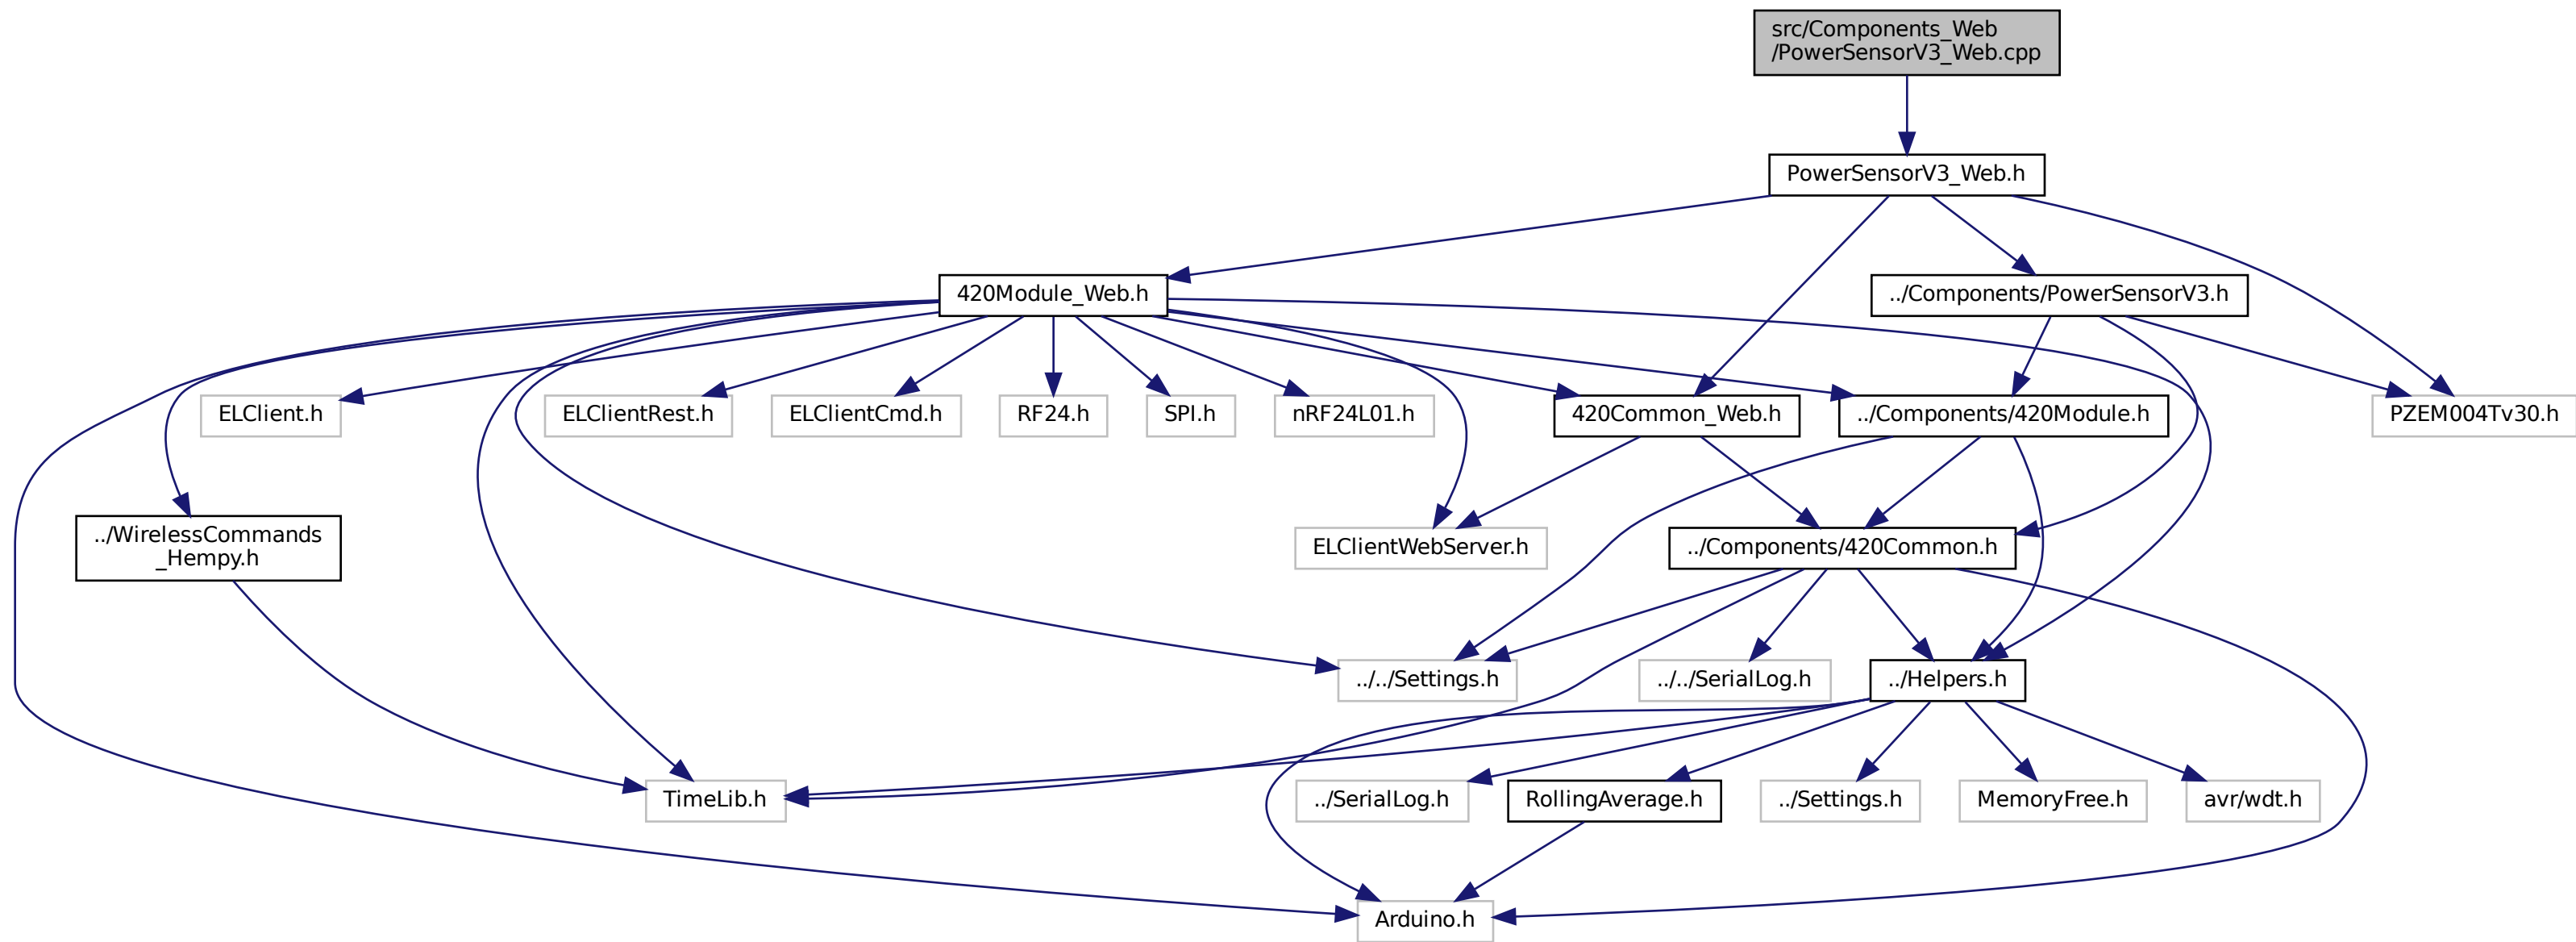 src/Components_Web
/PowerSensorV3_Web.cpp
PowerSensorV3_Web.h
420Module_Web.h
../Components/PowerSensorV3.h
ELClient.h
ELClientRest.h
ELClientCmd.h
RF24.h
SPI.h
nRF24L01.h
420Common_Web.h
../Components/420Module.h
PZEM004Tv30.h
../WirelessCommands
_Hempy.h
ELClientWebServer.h
../Components/420Common.h
../../Settings.h
../../SerialLog.h
../Helpers.h
TimeLib.h
../SerialLog.h
RollingAverage.h
../Settings.h
MemoryFree.h
avr/wdt.h
Arduino.h